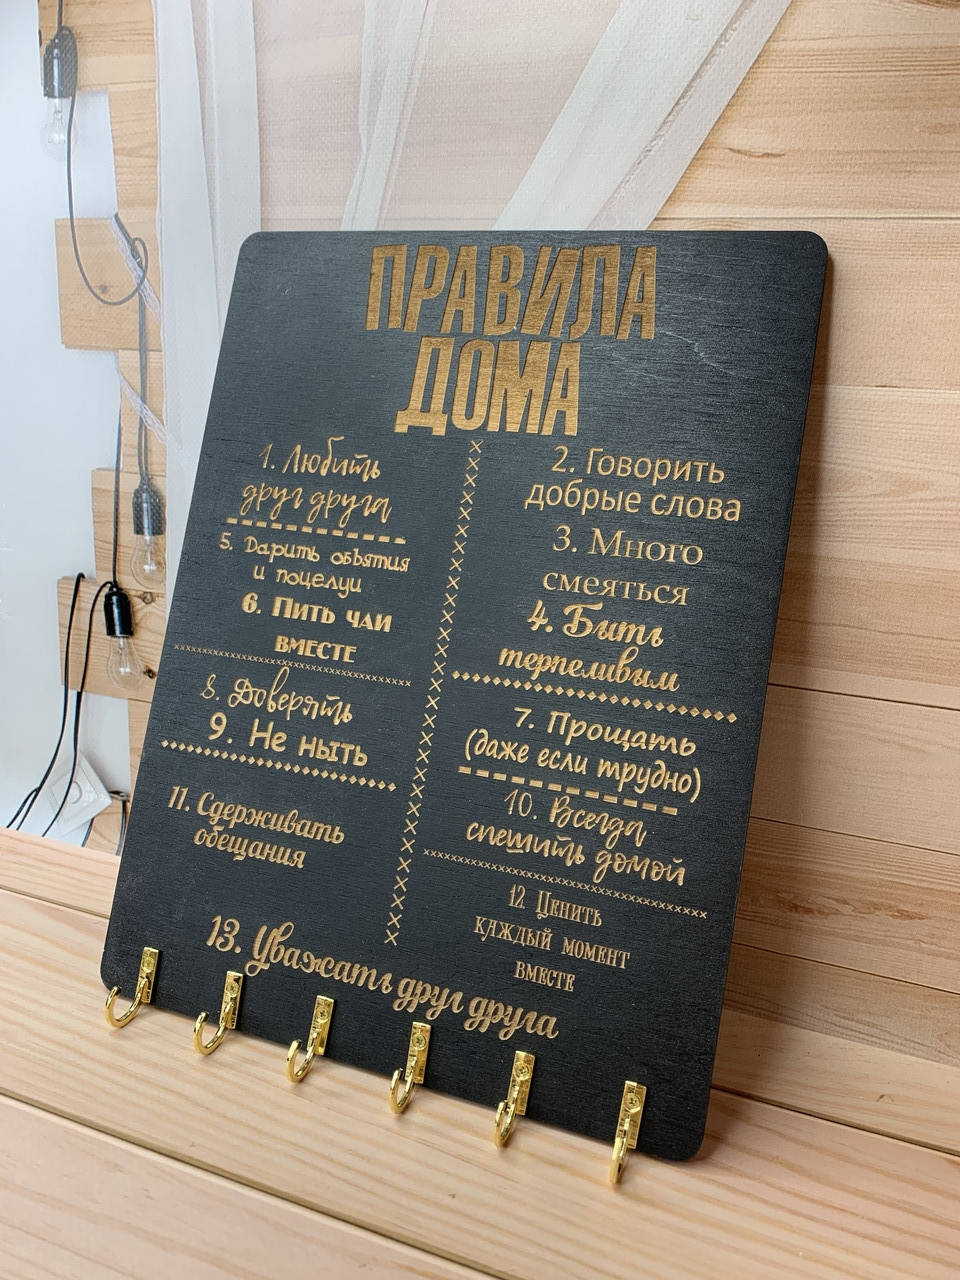 ПРАВИЛА
ДОМА
1. Любить
друг друга
5. Дарить объятия
и поцелуи
6. Пить чаи
вместе
8. Доверять
9. Не ныть
11. Сдерживать
обещания
2. Говорить
добрые слова
3. Много
смеяться
4. Быть
терпеливым
7. Прощать
(даже если трудно)
10. Всегда
спешить домой
12 Ценить
каждый момент
вместе
13. Уважать друг друга